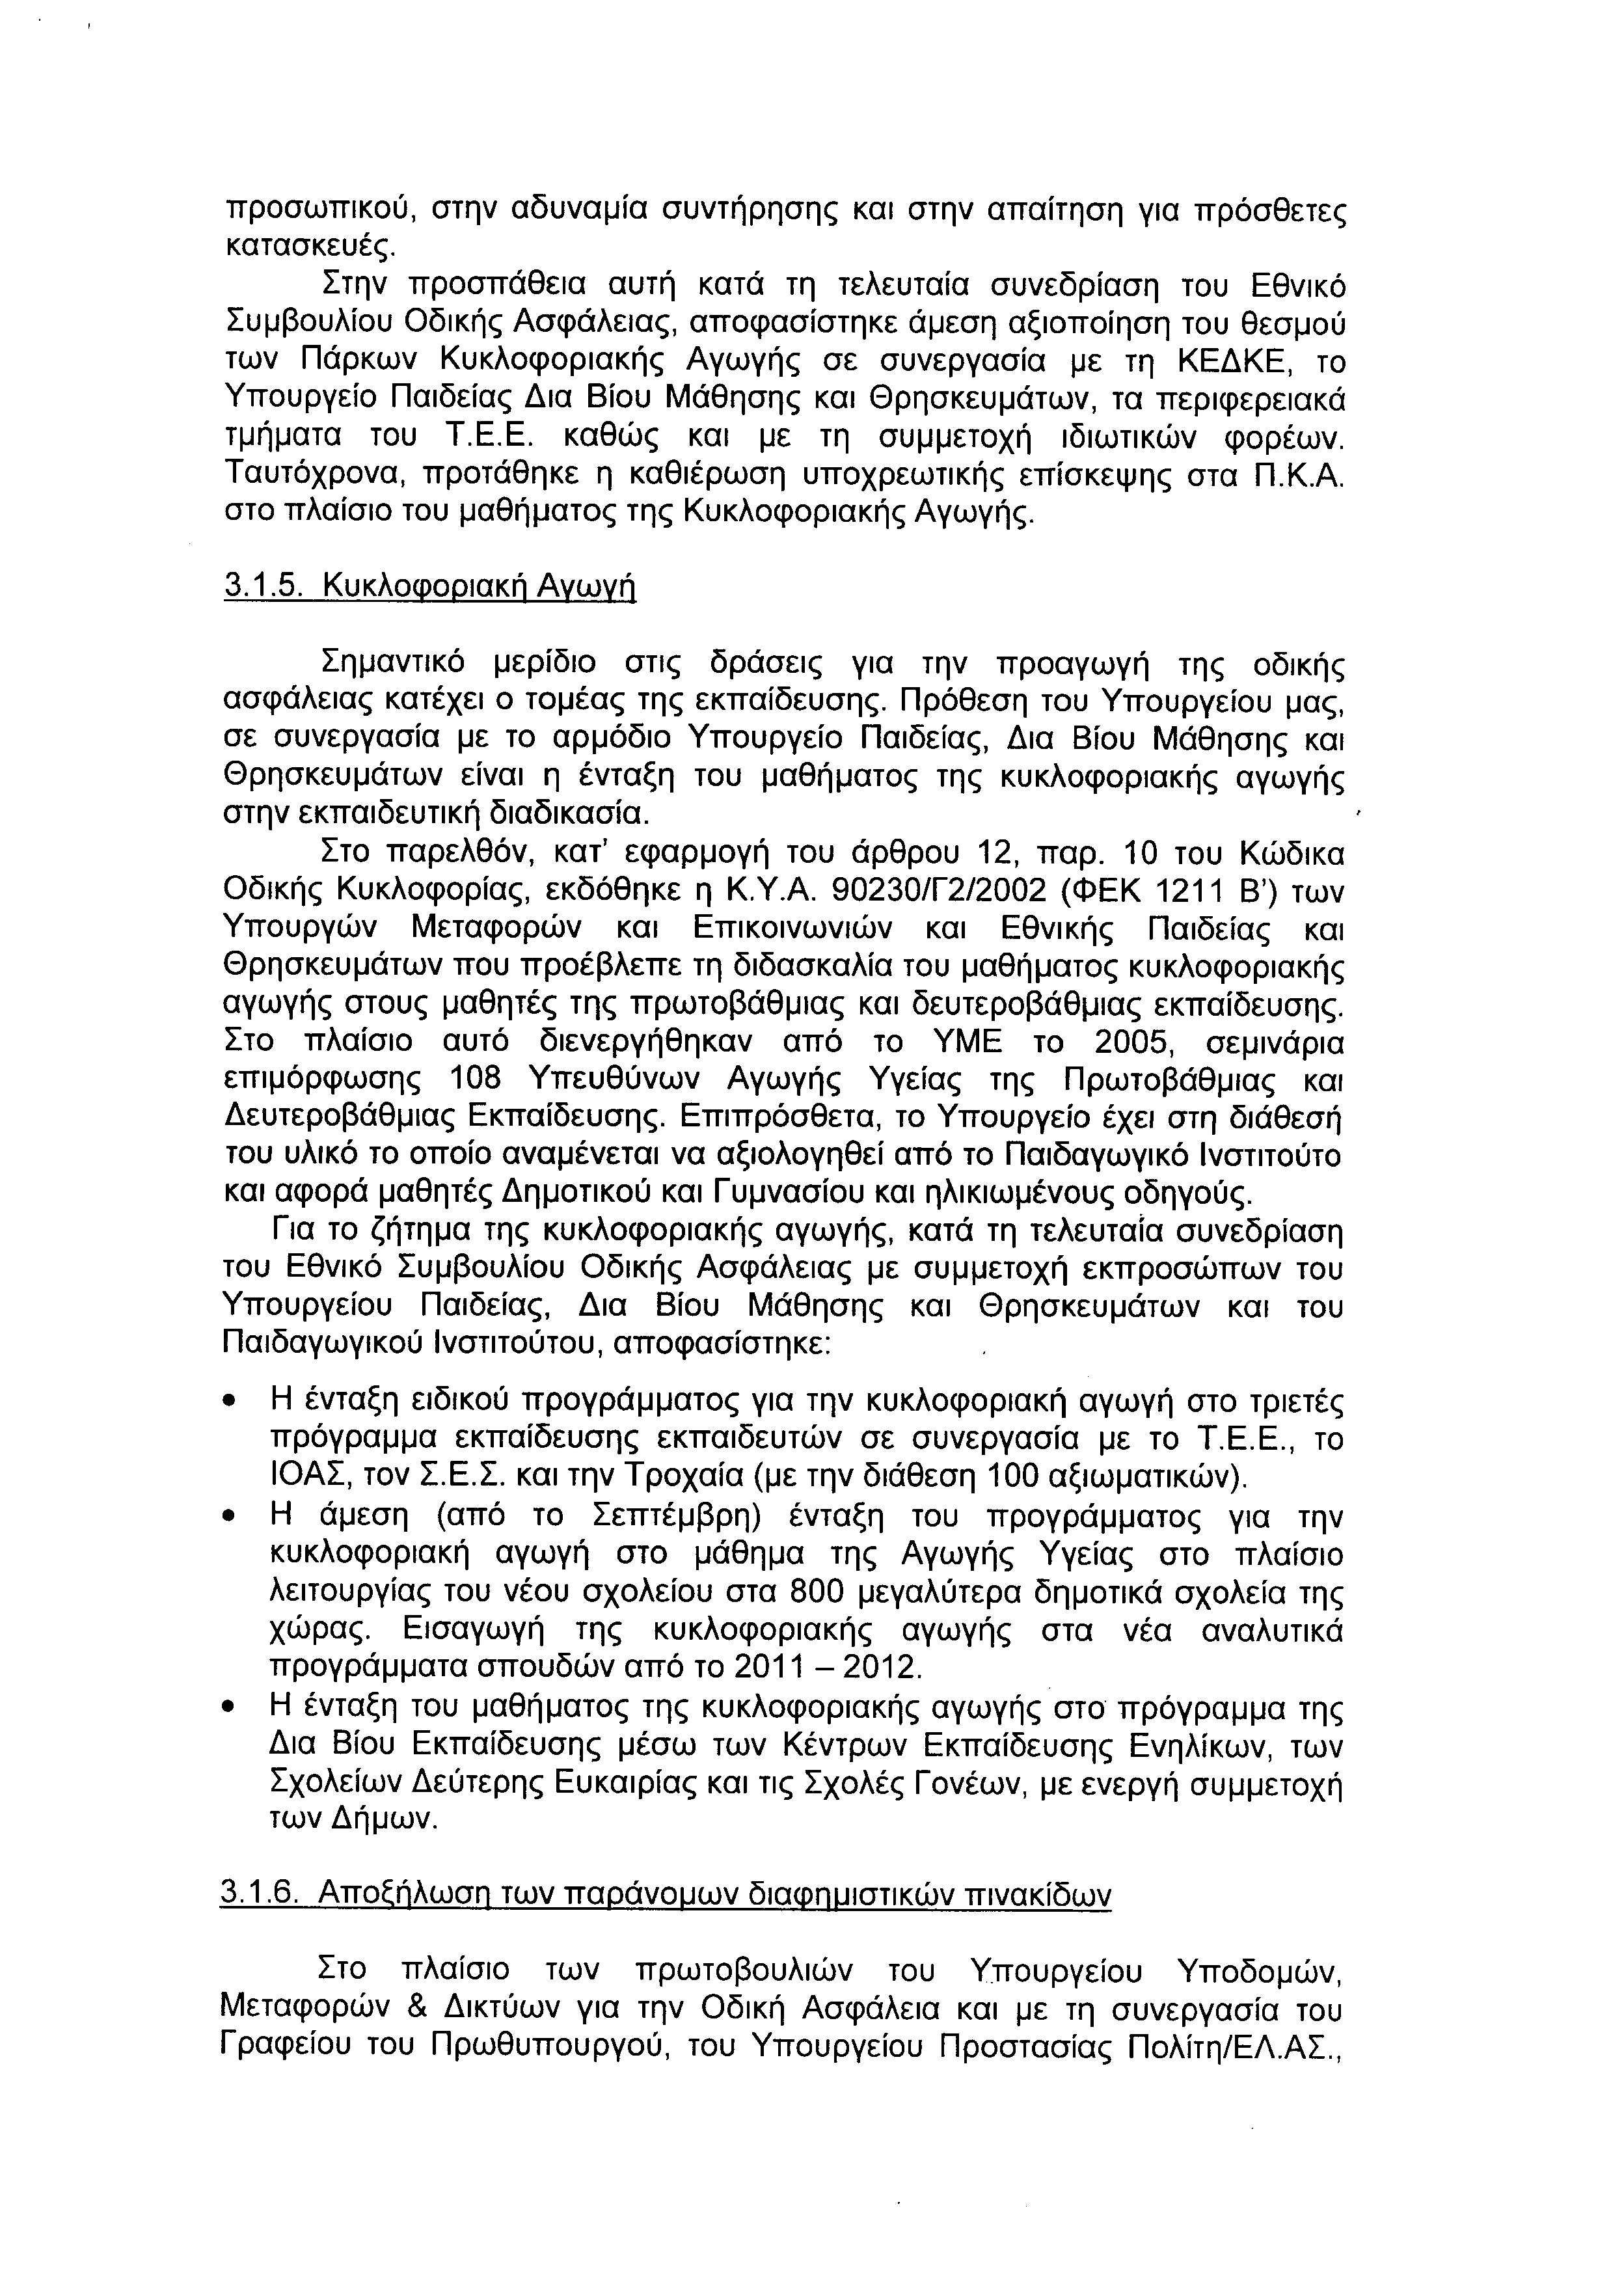 προσωπικού, στην αδυναμία συντήρησης και στην απαίτηση για πρόσθετες
κατασκευές.
Στην προσπάθεια αυτή κατά τη τελευταία συνεδρίαση του Εθνικό
Συμβουλίου Οδικής Ασφάλειας, αποφασίστηκε άμεση αξιοποίηση του θεσμού
των Πάρκων Κυκλοφοριακής Αγωγής σε συνεργασία με τη ΚΕΔΚΕ, το
Υπουργείο Παιδείας Δια Βίου Μάθησης και Θρησκευμάτων, τα περιφερειακά
τμήματα του Τ.Ε.Ε. καθώς και με τη συμμετοχή ιδιωτικών φορέων.
Ταυτόχρονα, προτάθηκε η καθιέρωση υποχρεωτικής επίσκεψης στα Π.Κ.Α.
στο πλαίσιο του μαθήματος της Κυκλοφοριακής Αγωγής.
3.1.5. Κυκλοφοριακή Αγωγή
Σημαντικό μερίδιο στις δράσεις για την προαγωγή της οδικής
ασφάλειας κατέχει ο τομέας της εκπαίδευσης. Πρόθεση του Υπουργείου μας,
σε συνεργασία με το αρμόδιο Υπουργείο Παιδείας, Δια Βίου Μάθησης και
Θρησκευμάτων είναι η ένταξη του μαθήματος της κυκλοφοριακής αγωγής
στην εκπαιδευτική διαδικασία.
Στο παρελθόν, κατ’ εφαρμογή του άρθρου 12, παρ. 10 του Κώδικα
Οδικής Κυκλοφορίας, εκδόθηκε η Κ.Υ.Α. 90230/Γ2/2002 (ΦΕΚ 1211 Β’) των
Υπουργών Μεταφορών και Επικοινωνιών και Εθνικής Παιδείας και
Θρησκευμάτων που προέβλεπε τη διδασκαλία του μαθήματος κυκλοφοριακής
αγωγής στους μαθητές της πρωτοβάθμιας και δευτεροβάθμιας εκπαίδευσης.
Στο πλαίσιο αυτό διενεργήθηκαν από το ΥΜΕ το 2005, σεμινάρια
επιμόρφωσης 108 Υπευθύνων Αγωγής Υγείας της Πρωτοβάθμιας και
Δευτεροβάθμιας Εκπαίδευσης. Επιπρόσθετα, το Υπουργείο έχει στη διάθεσή
του υλικό το οποίο αναμένεται να αξιολογηθεί από το Παιδαγωγικό Ινστιτούτο
και αφορά μαθητές Δημοτικού και Γυμνασίου και ηλικιωμένους οδηγούς.
Για το ζήτημα της κυκλοφοριακής αγωγής, κατά τη τελευταία συνεδρίαση
του Εθνικό Συμβουλίου Οδικής Ασφάλειας με συμμετοχή εκπροσώπων του
Υπουργείου Παιδείας, Δια Βίου Μάθησης και Θρησκευμάτων και του
Παιδαγωγικού Ινστιτούτου, αποφασίστηκε:
• Η ένταξη ειδικού προγράμματος για την κυκλοφοριακή αγωγή στο τριετές
πρόγραμμα εκπαίδευσης εκπαιδευτών σε συνεργασία με το Τ.Ε.Ε., το
ΙΟΑΣ, τον Σ.Ε.Σ. και την Τροχαία (με την διάθεση 100 αξιωματικών).
• Η άμεση (από το Σεπτέμβρη) ένταξη του προγράμματος για την
κυκλοφοριακή αγωγή στο μάθημα της Αγωγής Υγείας στο πλαίσιο
λειτουργίας του νέου σχολείου στα 800 μεγαλύτερα δημοτικά σχολεία της
χώρας. Εισαγωγή της κυκλοφοριακής αγωγής στα νέα αναλυτικά
προγράμματα σπουδών από το 2011 – 2012.
• Η ένταξη του μαθήματος της κυκλοφοριακής αγωγής στο πρόγραμμα της
Δια Βίου Εκπαίδευσης μέσω των Κέντρων Εκπαίδευσης Ενηλίκων, των
Σχολείων Δεύτερης Ευκαιρίας και τις Σχολές Γονέων, με ενεργή συμμετοχή
των Δήμων.
3.1.6. Αποξήλωση των παράνομων διαφημιστικών πινακίδων
Στο πλαίσιο των πρωτοβουλιών του Υπουργείου Υποδομών,
Μεταφορών & Δικτύων για την Οδική Ασφάλεια και με τη συνεργασία του
Γραφείου του Πρωθυπουργού, του Υπουργείου Προστασίας Πολίτη/ΕΛ.ΑΣ.,